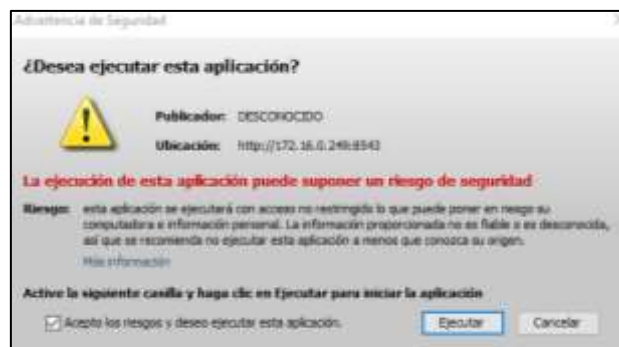 Advertencia de Seguridad
¿Desea ejecutar esta aplicación?
Publicador: DESCONOCIDO
Ubicación: http://172.16.0.249:8543
La ejecución de esta aplicación puede suponer un riesgo de seguridad
Riesgo: esta aplicación se ejecutará con acceso no restringido lo que puede poner en riesgo su
computadora e información personal. La información proporcionada no es fiable o es desconocida,
así que se recomienda no ejecutar esta aplicación a menos que conozca su origen.
Más información
Active la siguiente casilla y haga clic en Ejecutar para iniciar la aplicación
Acepto los riesgos y deseo ejecutar esta aplicación.
Ejecutar
Cancelar